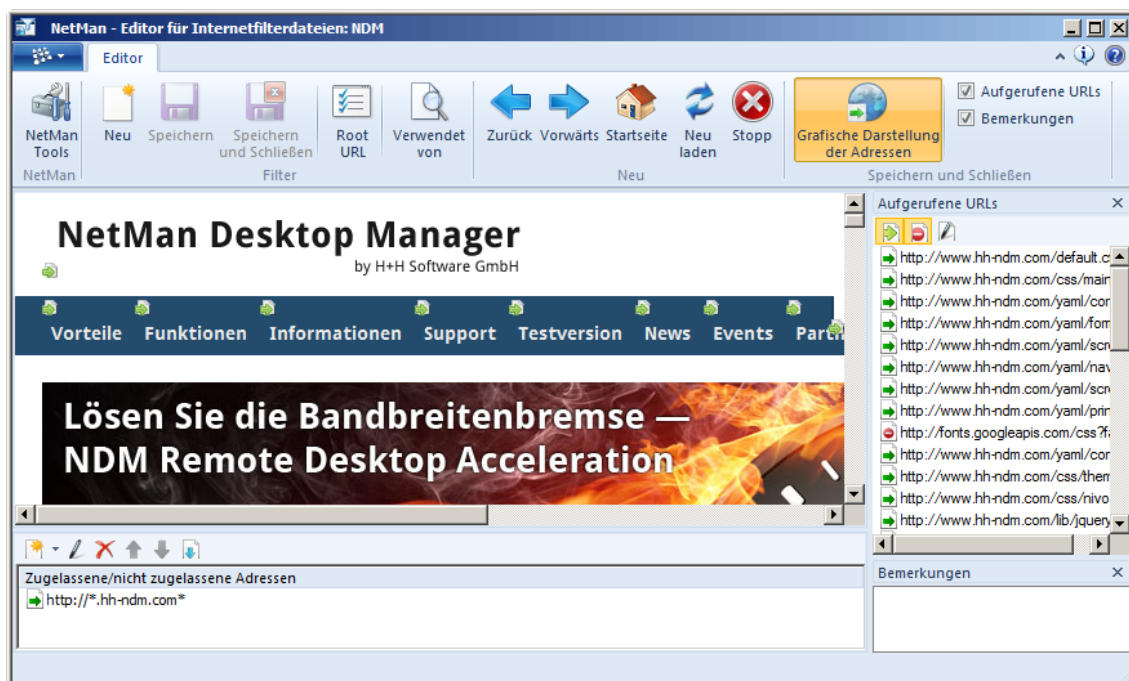 NetMan - Editor für Internetfilterdateien: NDM
Editor
NetMan Tools
Neu
Speichern
Speichern und Schließen
Root URL
Verwendet von
Zurück
Vorwärts
Startseite
Neu laden
Stopp
Grafische Darstellung der Adressen
Aufgerufene URLs
Bemerkungen
NetMan
Filter
Neu
Speichern und Schließen
NetMan Desktop Manager
by H+H Software GmbH
Vorteile Funktionen Informationen Support Testversion News Events Partn
Lösen Sie die Bandbreitenbremse —
NDM Remote Desktop Acceleration
Aufgerufene URLs
http://www.hh-ndm.com/default.c
http://www.hh-ndm.com/css/main
http://www.hh-ndm.com/yaml/cor
http://www.hh-ndm.com/yaml/fom
http://www.hh-ndm.com/yaml/scre
http://www.hh-ndm.com/yaml/nav
http://www.hh-ndm.com/yaml/scre
http://www.hh-ndm.com/yaml/prin
http://fonts.googleapis.com/css?fa
http://www.hh-ndm.com/yaml/cor
http://www.hh-ndm.com/css/them
http://www.hh-ndm.com/css/nivo
http://www.hh-ndm.com/lib/jquery
Zugelassene/nicht zugelassene Adressen
http://*.hh-ndm.com*
Bemerkungen